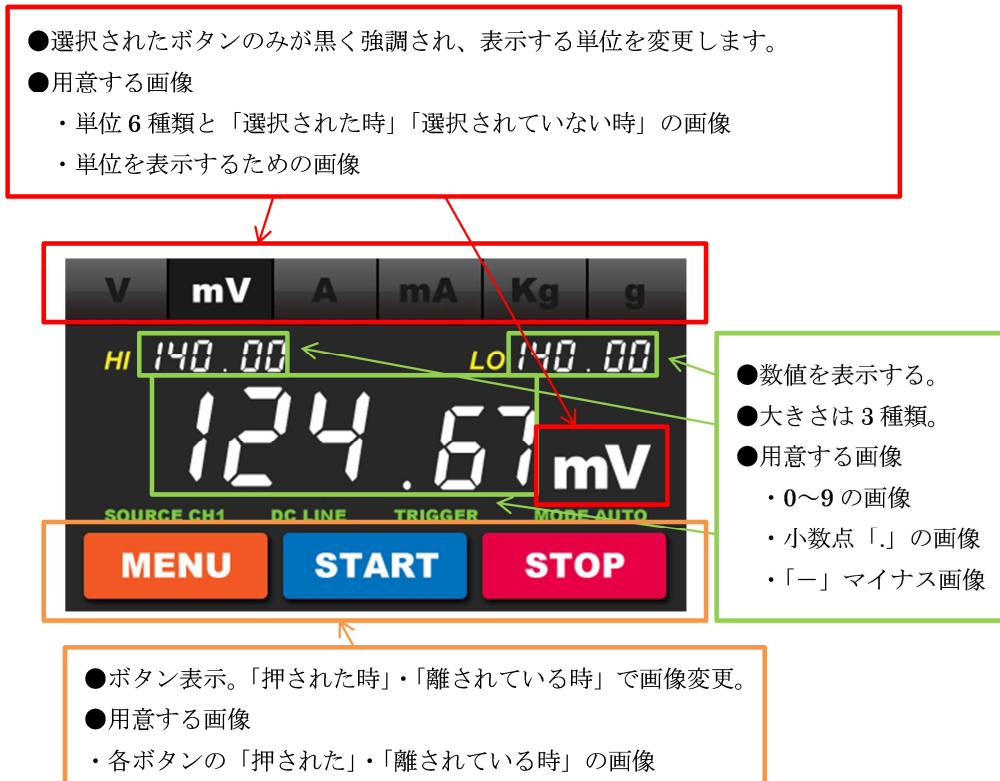 ●選択されたボタンのみが黒く強調され、表示する単位を変更します。
●用意する画像
・単位 6 種類と「選択された時」「選択されていない時」の画像
・単位を表示するための画像
V mV A mA Kg g
HI 140.00 LO 140.00
124.67 mV
SOURCE CH1 DC LINE TRIGGER MODE AUTO
MENU START STOP
●数値を表示する。
●大きさは 3 種類。
●用意する画像
・0～9 の画像
・小数点「.」の画像
・「－」マイナス画像
●ボタン表示。「押された時」・「離されている時」で画像変更。
●用意する画像
・各ボタンの「押された」・「離されている時」の画像